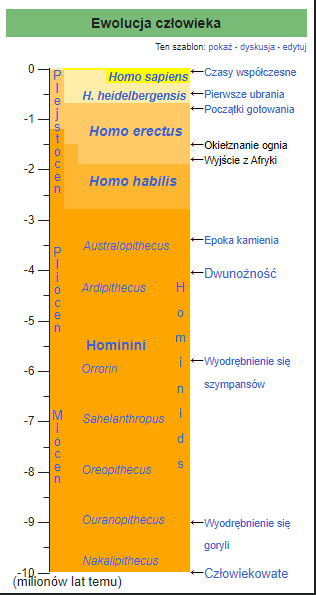 Ewolucja człowieka
Ten szablon: pokaż - dyskusja - edytuj
0
-1
-2
-3
-4
-5
-6
-7
-8
-9
-10
(milionów lat temu)
Plejstocen
Pliocen
Miocen
Hominids
Homo sapiens
H. heidelbergensis
Homo erectus
Homo habilis
Australopithecus
Ardipithecus
Hominini
Orrorin
Sahelanthropus
Oreopithecus
Ouranopithecus
Nakalipithecus
←Czasy współczesne
←Pierwsze ubrania
←Początki gotowania
←Okiełznanie ognia
←Wyjście z Afryki
←Epoka kamienia
←Dwunożność
←Wyodrębnienie się
szympansów
←Wyodrębnienie się
goryli
←Człowiekowate